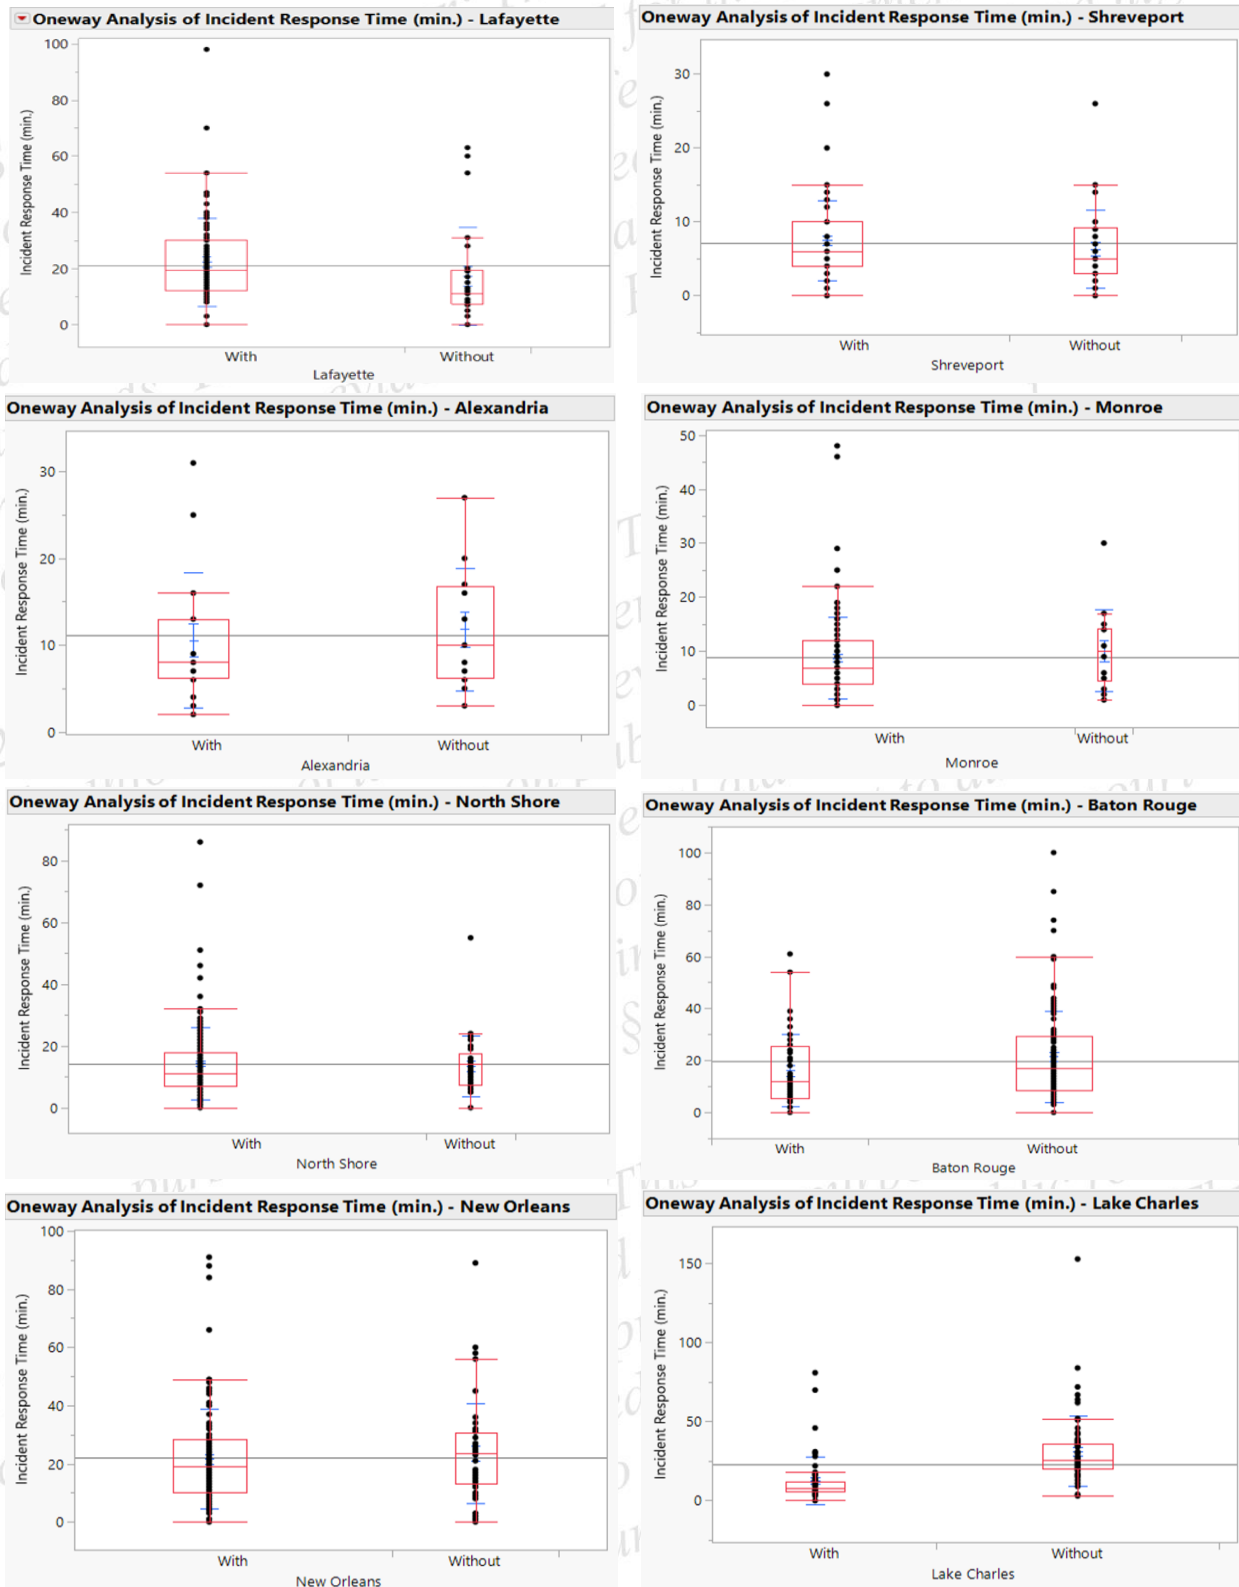 Oneway Analysis of Incident Response Time (min.) - Lafayette
Incident Response Time (min.)
100
80
60
40
20
0
With
Without
Lafayette
Oneway Analysis of Incident Response Time (min.) - Shreveport
Incident Response Time (min.)
30
20
10
0
With
Without
Shreveport
Oneway Analysis of Incident Response Time (min.) - Alexandria
Incident Response Time (min.)
30
20
10
0
With
Without
Alexandria
Oneway Analysis of Incident Response Time (min.) - Monroe
Incident Response Time (min.)
50
40
30
20
10
0
With
Without
Monroe
Oneway Analysis of Incident Response Time (min.) - North Shore
Incident Response Time (min.)
80
60
40
20
0
With
Without
North Shore
Oneway Analysis of Incident Response Time (min.) - Baton Rouge
Incident Response Time (min.)
100
80
60
40
20
0
With
Without
Baton Rouge
Oneway Analysis of Incident Response Time (min.) - New Orleans
Incident Response Time (min.)
100
80
60
40
20
0
With
Without
New Orleans
Oneway Analysis of Incident Response Time (min.) - Lake Charles
Incident Response Time (min.)
150
100
50
0
With
Without
Lake Charles